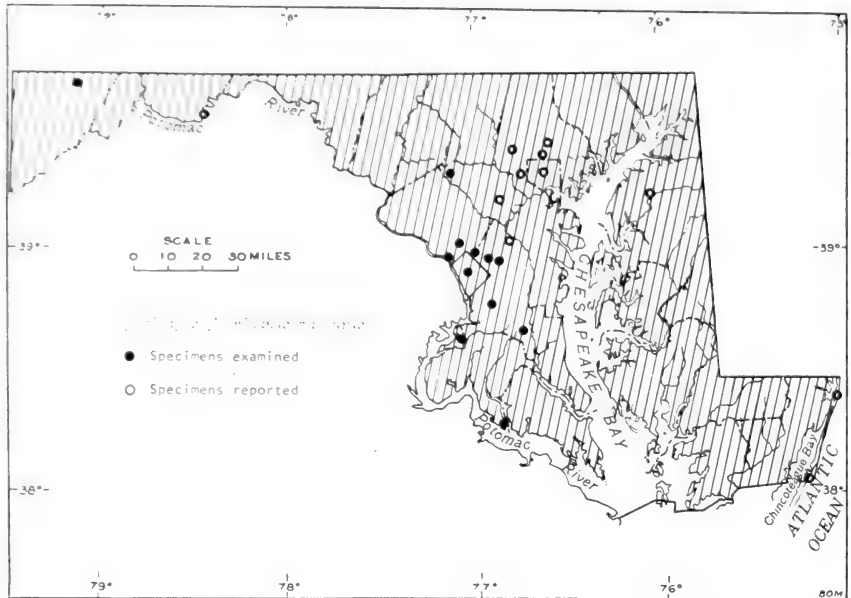 79° 78° 77° 76° 75°
Potomac River
39° 39°
SCALE
0 10 20 30 MILES
CHESAPEAKE BAY
● Specimens examined
○ Specimens reported
Potomac River
Chincoteague Bay
ATLANTIC OCEAN
38° 38°
79° 78° 77° 76°
80M